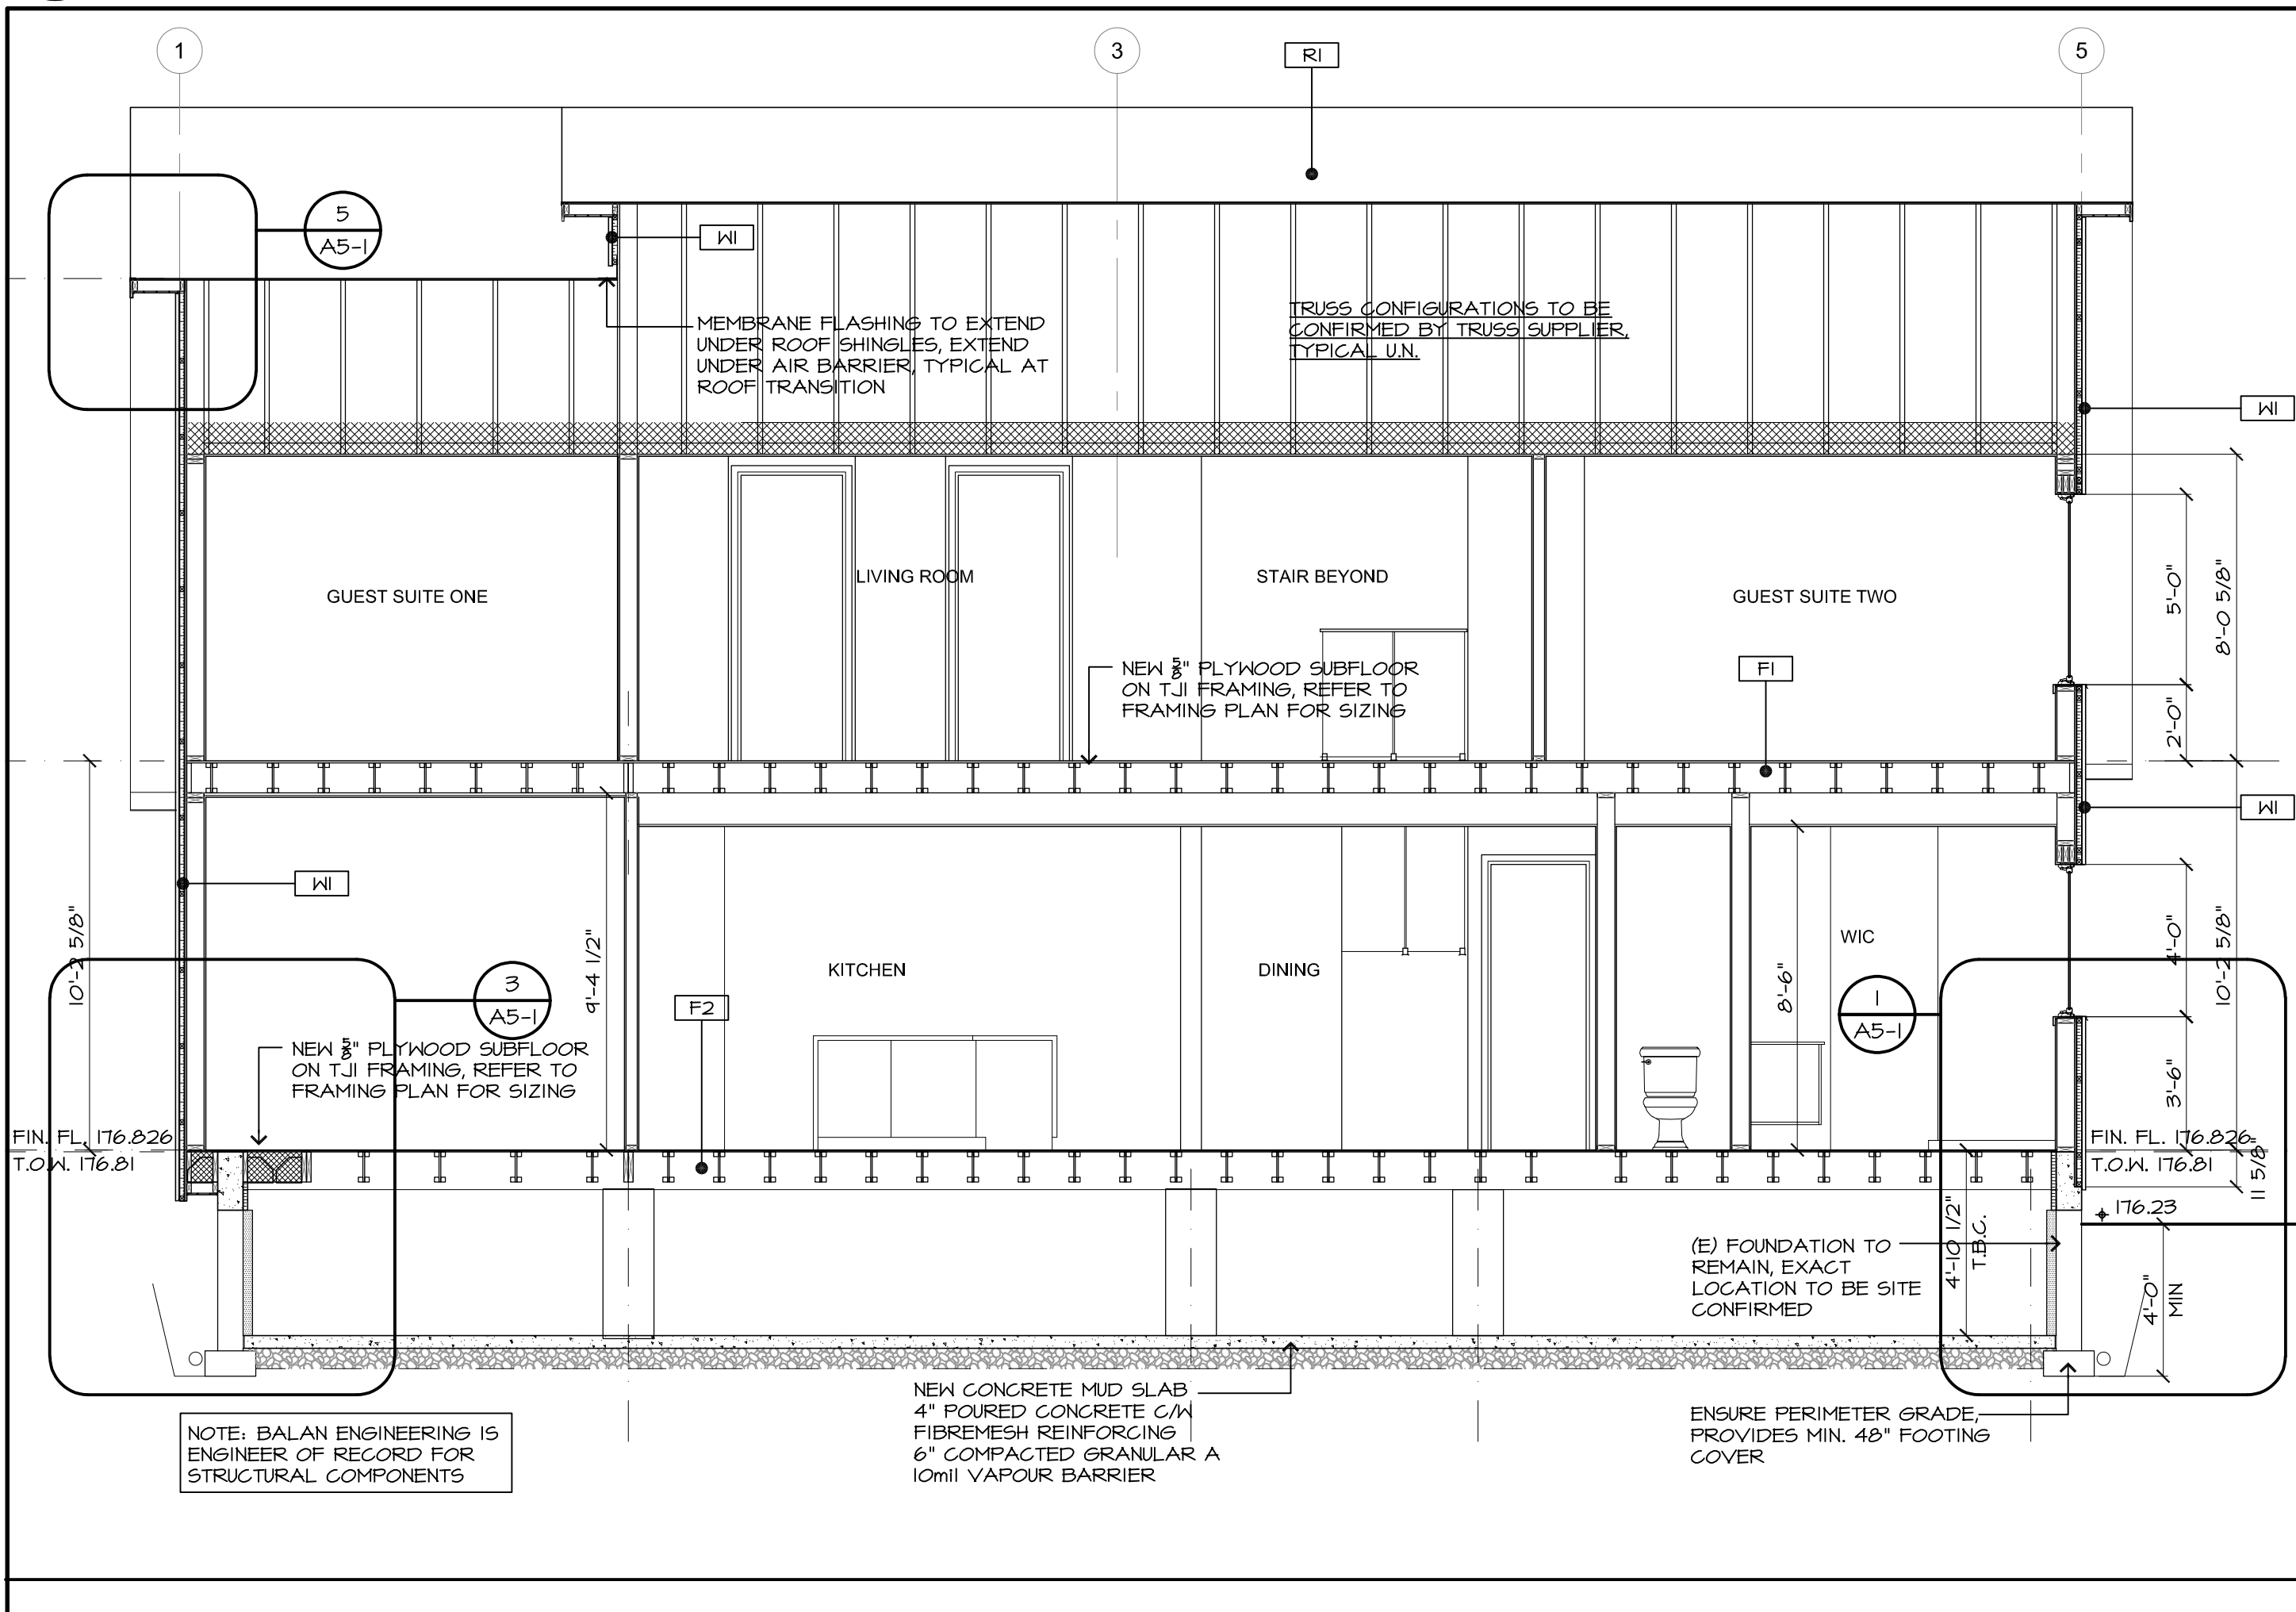 1
3
5
R1
5
A5-1
W1
MEMBRANE FLASHING TO EXTEND
UNDER ROOF SHINGLES, EXTEND
UNDER AIR BARRIER, TYPICAL AT
ROOF TRANSITION
TRUSS CONFIGURATIONS TO BE
CONFIRMED BY TRUSS SUPPLIER,
TYPICAL U.N.
W1
GUEST SUITE ONE
LIVING ROOM
STAIR BEYOND
GUEST SUITE TWO
5'-0"
8'-0 5/8"
2'-0"
NEW 5/8" PLYWOOD SUBFLOOR
ON TJI FRAMING, REFER TO
FRAMING PLAN FOR SIZING
F1
W1
W1
10'-2 5/8"
9'-4 1/2"
KITCHEN
DINING
8'-6"
WIC
4'-0"
10'-2 5/8"
3'-6"
3
A5-1
F2
1
A5-1
NEW 5/8" PLYWOOD SUBFLOOR
ON TJI FRAMING, REFER TO
FRAMING PLAN FOR SIZING
FIN. FL. 176.826
T.O.W. 176.81
FIN. FL. 176.826
T.O.W. 176.81
11 5/8"
176.23
(E) FOUNDATION TO
REMAIN, EXACT
LOCATION TO BE SITE
CONFIRMED
4'-10 1/2"
T.B.C.
4'-0"
MIN
NEW CONCRETE MUD SLAB
4" POURED CONCRETE C/W
FIBREMESH REINFORCING
6" COMPACTED GRANULAR A
10mil VAPOUR BARRIER
ENSURE PERIMETER GRADE,
PROVIDES MIN. 48" FOOTING
COVER
NOTE: BALAN ENGINEERING IS
ENGINEER OF RECORD FOR
STRUCTURAL COMPONENTS